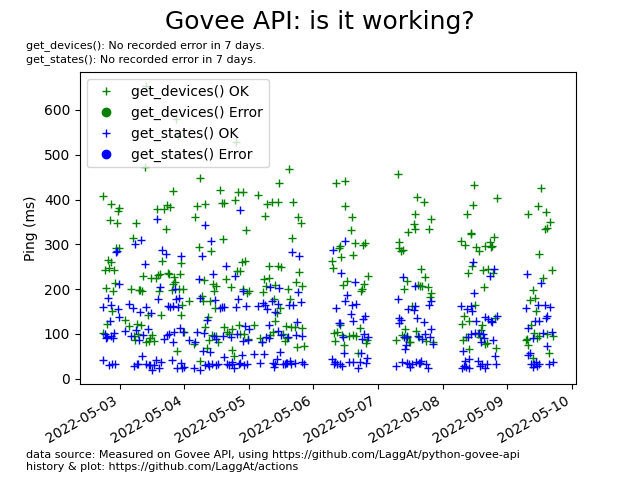 Govee API: is it working?
get_devices(): No recorded error in 7 days.
get_states(): No recorded error in 7 days.
get_devices() OK
get_devices() Error
get_states() OK
get_states() Error
Ping (ms)
600
500
400
300
200
100
0
2022-05-03
2022-05-04
2022-05-05
2022-05-06
2022-05-07
2022-05-08
2022-05-09
2022-05-10
data source: Measured on Govee API, using https://github.com/LaggAt/python-govee-api
history & plot: https://github.com/LaggAt/actions